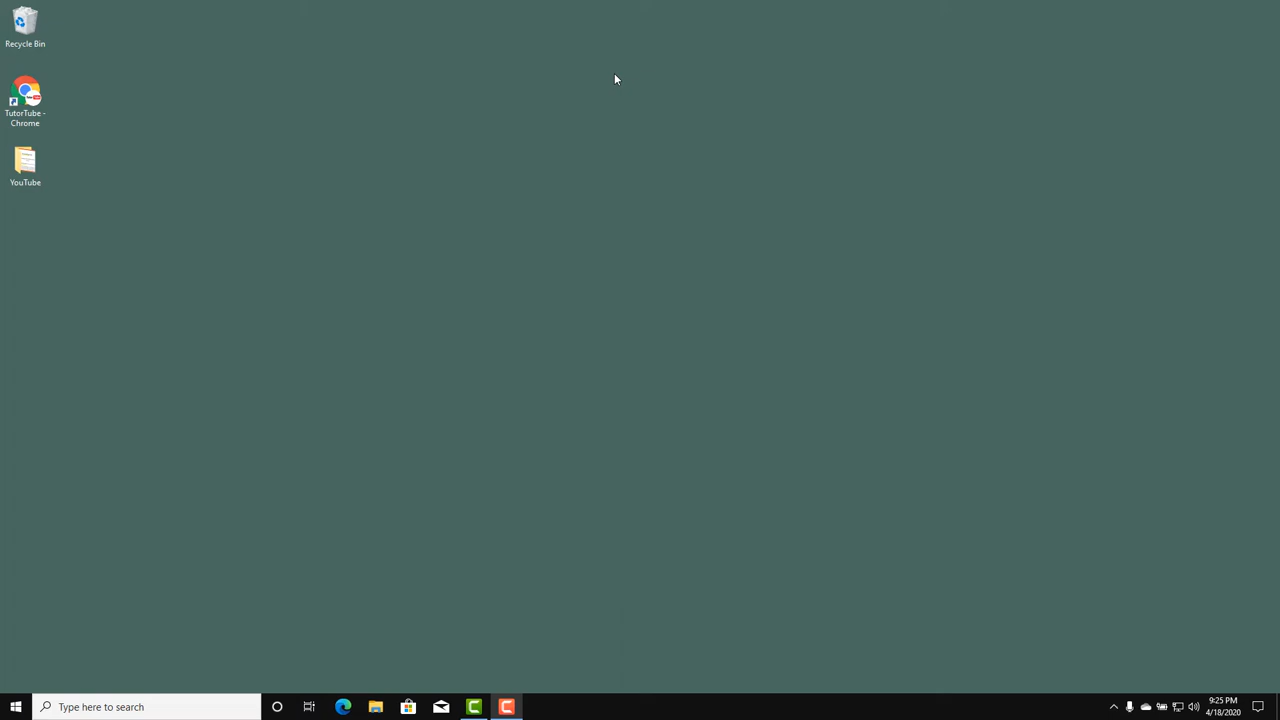 Recycle Bin
TutorTube -
Chrome
YouTube
Type here to search
9:25 PM
4/18/2020